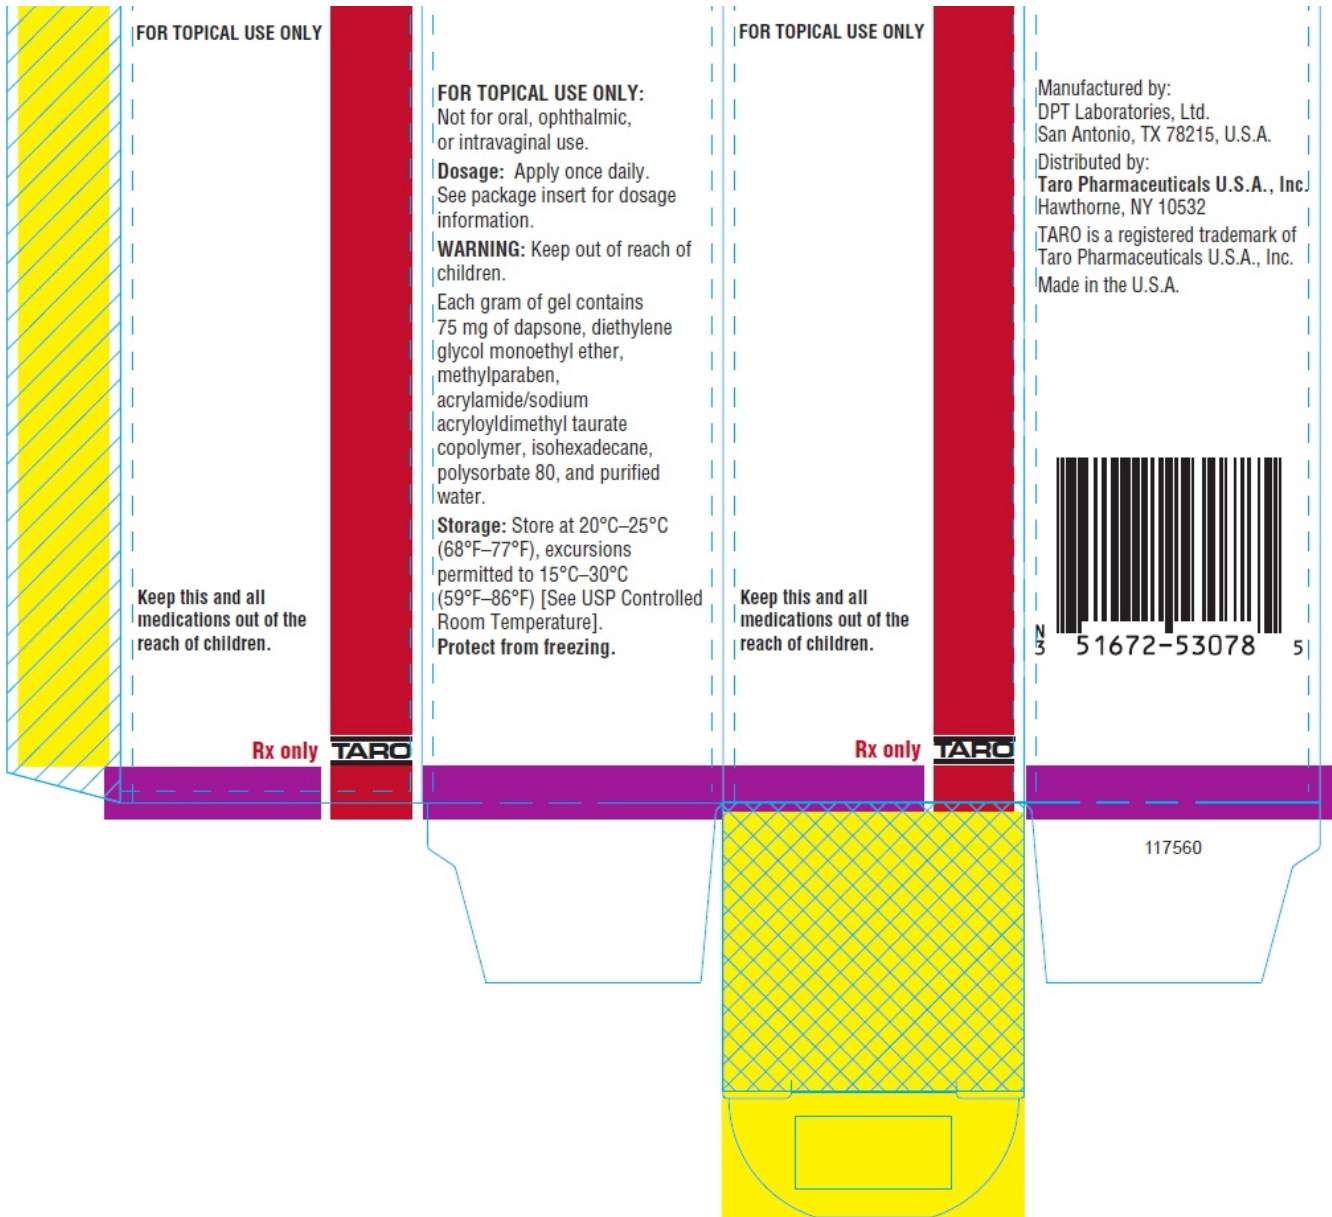 FOR TOPICAL USE ONLY
Keep this and all
medications out of the
reach of children.
Rx only
TARO
FOR TOPICAL USE ONLY:
Not for oral, ophthalmic,
or intravaginal use.
Dosage: Apply once daily.
See package insert for dosage
information.
WARNING: Keep out of reach of
children.
Each gram of gel contains
75 mg of dapsone, diethylene
glycol monoethyl ether,
methylparaben,
acrylamide/sodium
acryloyldimethyl taurate
copolymer, isohexadecane,
polysorbate 80, and purified
water.
Storage: Store at 20°C–25°C
(68°F–77°F), excursions
permitted to 15°C–30°C
(59°F–86°F) [See USP Controlled
Room Temperature].
Protect from freezing.
FOR TOPICAL USE ONLY
Keep this and all
medications out of the
reach of children.
Rx only
TARO
Manufactured by:
DPT Laboratories, Ltd.
San Antonio, TX 78215, U.S.A.
Distributed by:
Taro Pharmaceuticals U.S.A., Inc.
Hawthorne, NY 10532
TARO is a registered trademark of
Taro Pharmaceuticals U.S.A., Inc.
Made in the U.S.A.
N
3
51672-53078 5
117560